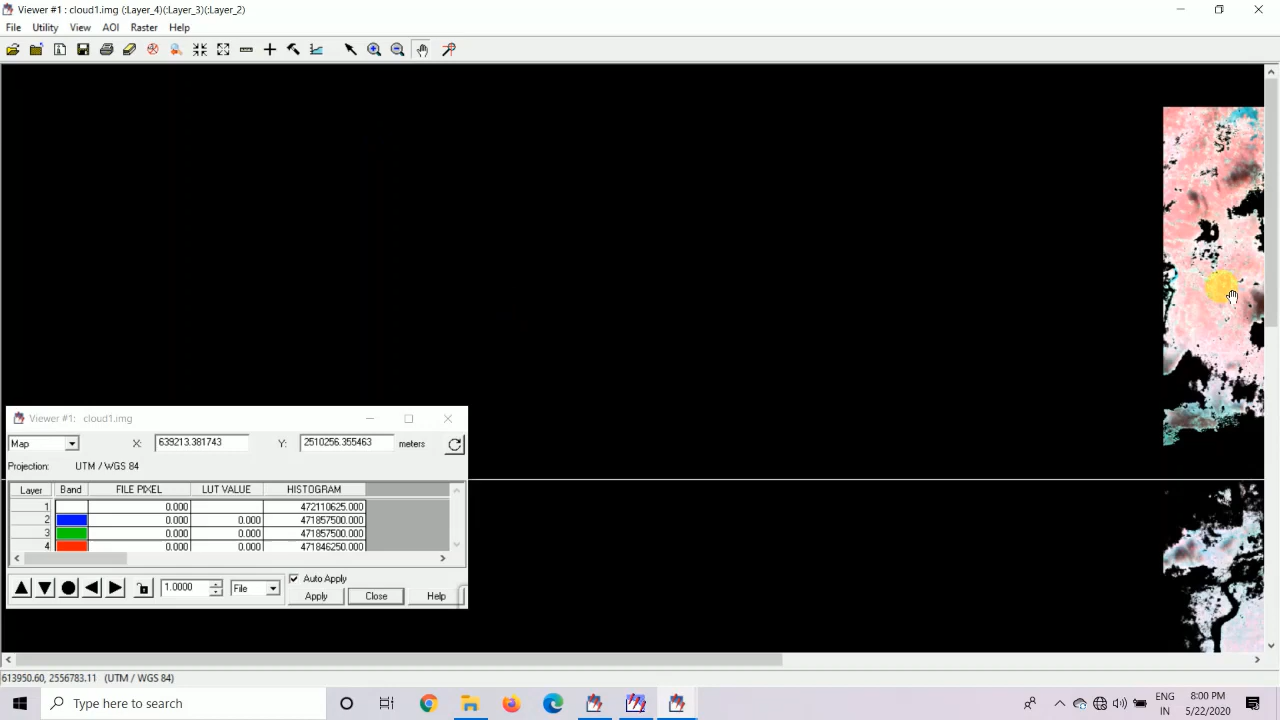 Viewer #1 : cloud1.img (:Layer_4)(:Layer_3)(:Layer_2)
File Utility View AOI Raster Help
Viewer #1: cloud1.img
Map X: 639213.381743 Y: 2510256.355463 meters
Projection: UTM / WGS 84
Layer Band FILE PIXEL LUT VALUE HISTOGRAM
1 0.000 472110625.000
2 0.000 0.000 471857500.000
3 0.000 0.000 471857500.000
4 0.000 0.000 471846250.000
1.0000 File Auto Apply
Apply Close Help
613950.60, 2556783.11 (UTM / WGS 84)
Type here to search
ENG
IN
8:00 PM
5/22/2020